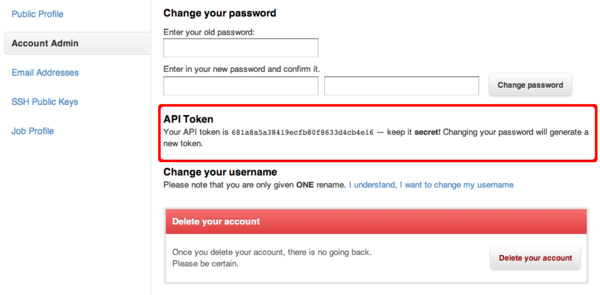 Public Profile
Account Admin
Email Addresses
SSH Public Keys
Job Profile
Change your password
Enter your old password:
Enter in your new password and confirm it.
Change password
API Token
Your API token is 681a8a5a38419ecfb80f8633d4cb4e16 — keep it secret! Changing your password will generate a
new token.
Change your username
Please note that you are only given ONE rename. I understand, I want to change my username
Delete your account
Once you delete your account, there is no going back.
Please be certain.
Delete your account